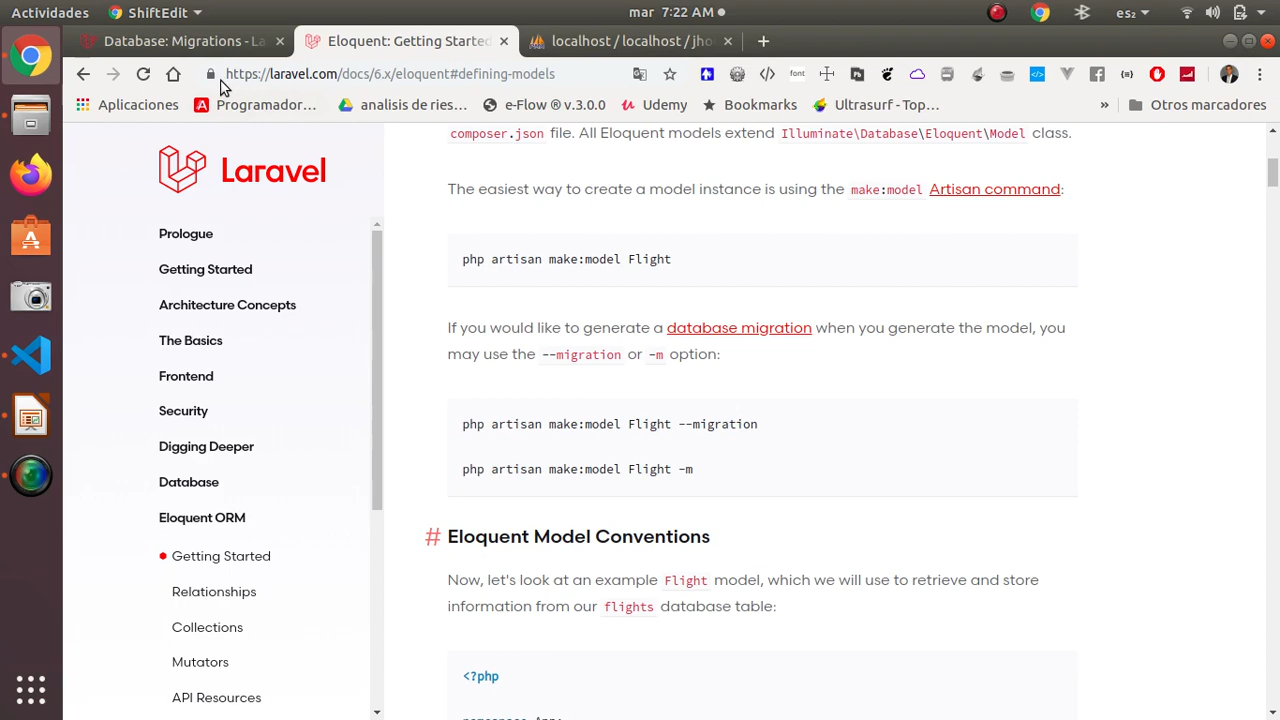 Actividades ShiftEdit mar 7:22 AM es₂
Database: Migrations - La
Eloquent: Getting Started
localhost / localhost / jho
https://laravel.com/docs/6.x/eloquent#defining-models
Aplicaciones Programador... analisis de ries... e-Flow ® v.3.0.0 Udemy Bookmarks Ultrasurf - Top... » Otros marcadores
Laravel
Prologue
Getting Started
Architecture Concepts
The Basics
Frontend
Security
Digging Deeper
Database
Eloquent ORM
Getting Started
Relationships
Collections
Mutators
API Resources
composer.json file. All Eloquent models extend Illuminate\Database\Eloquent\Model class.
The easiest way to create a model instance is using the make:model Artisan command:
php artisan make:model Flight
If you would like to generate a database migration when you generate the model, you
may use the --migration or -m option:
php artisan make:model Flight --migration
php artisan make:model Flight -m
# Eloquent Model Conventions
Now, let's look at an example Flight model, which we will use to retrieve and store
information from our flights database table:
<?php